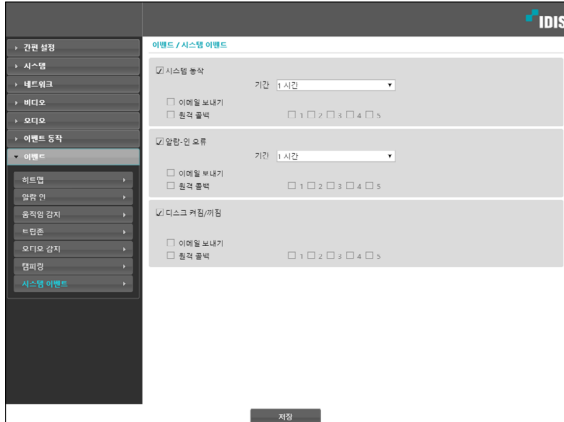 IDIS
간편 설정
시스템
네트워크
비디오
오디오
이벤트 동작
이벤트
히트맵
알람 인
움직임 감지
트립존
오디오 감지
탬퍼링
시스템 이벤트
이벤트 / 시스템 이벤트
시스템 동작
기간 1 시간
이메일 보내기
원격 콜백 1 2 3 4 5
알람-인 오류
기간 1 시간
이메일 보내기
원격 콜백 1 2 3 4 5
디스크 켜짐/꺼짐
이메일 보내기
원격 콜백 1 2 3 4 5
저장